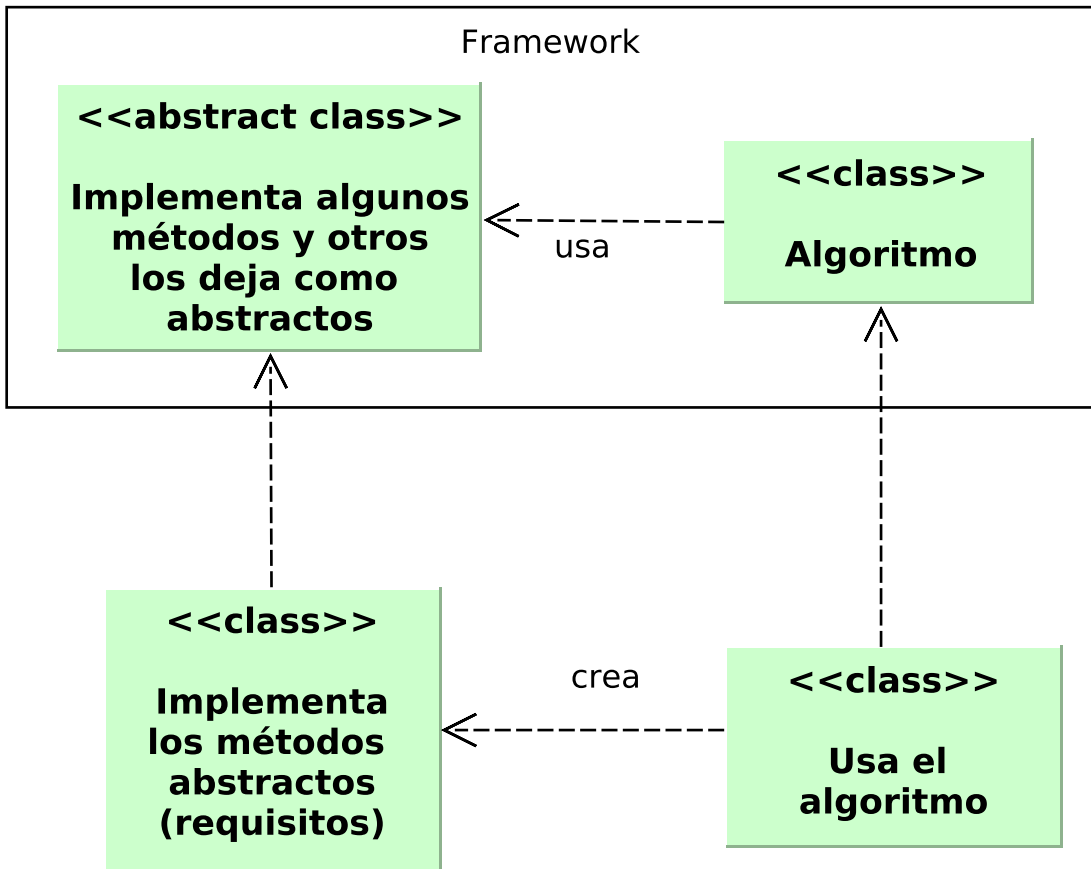 Framework
<<abstract class>>
Implementa algunos
métodos y otros
los deja como
abstractos
<<class>>
Algoritmo
usa
<<class>>
Implementa
los métodos
abstractos
(requisitos)
crea
<<class>>
Usa el
algoritmo